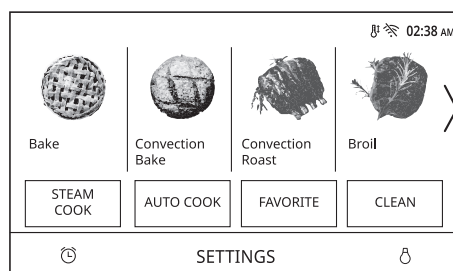 02:38 AM
Bake
Convection
Bake
Convection
Roast
Broil
STEAM
COOK
AUTO COOK
FAVORITE
CLEAN
SETTINGS